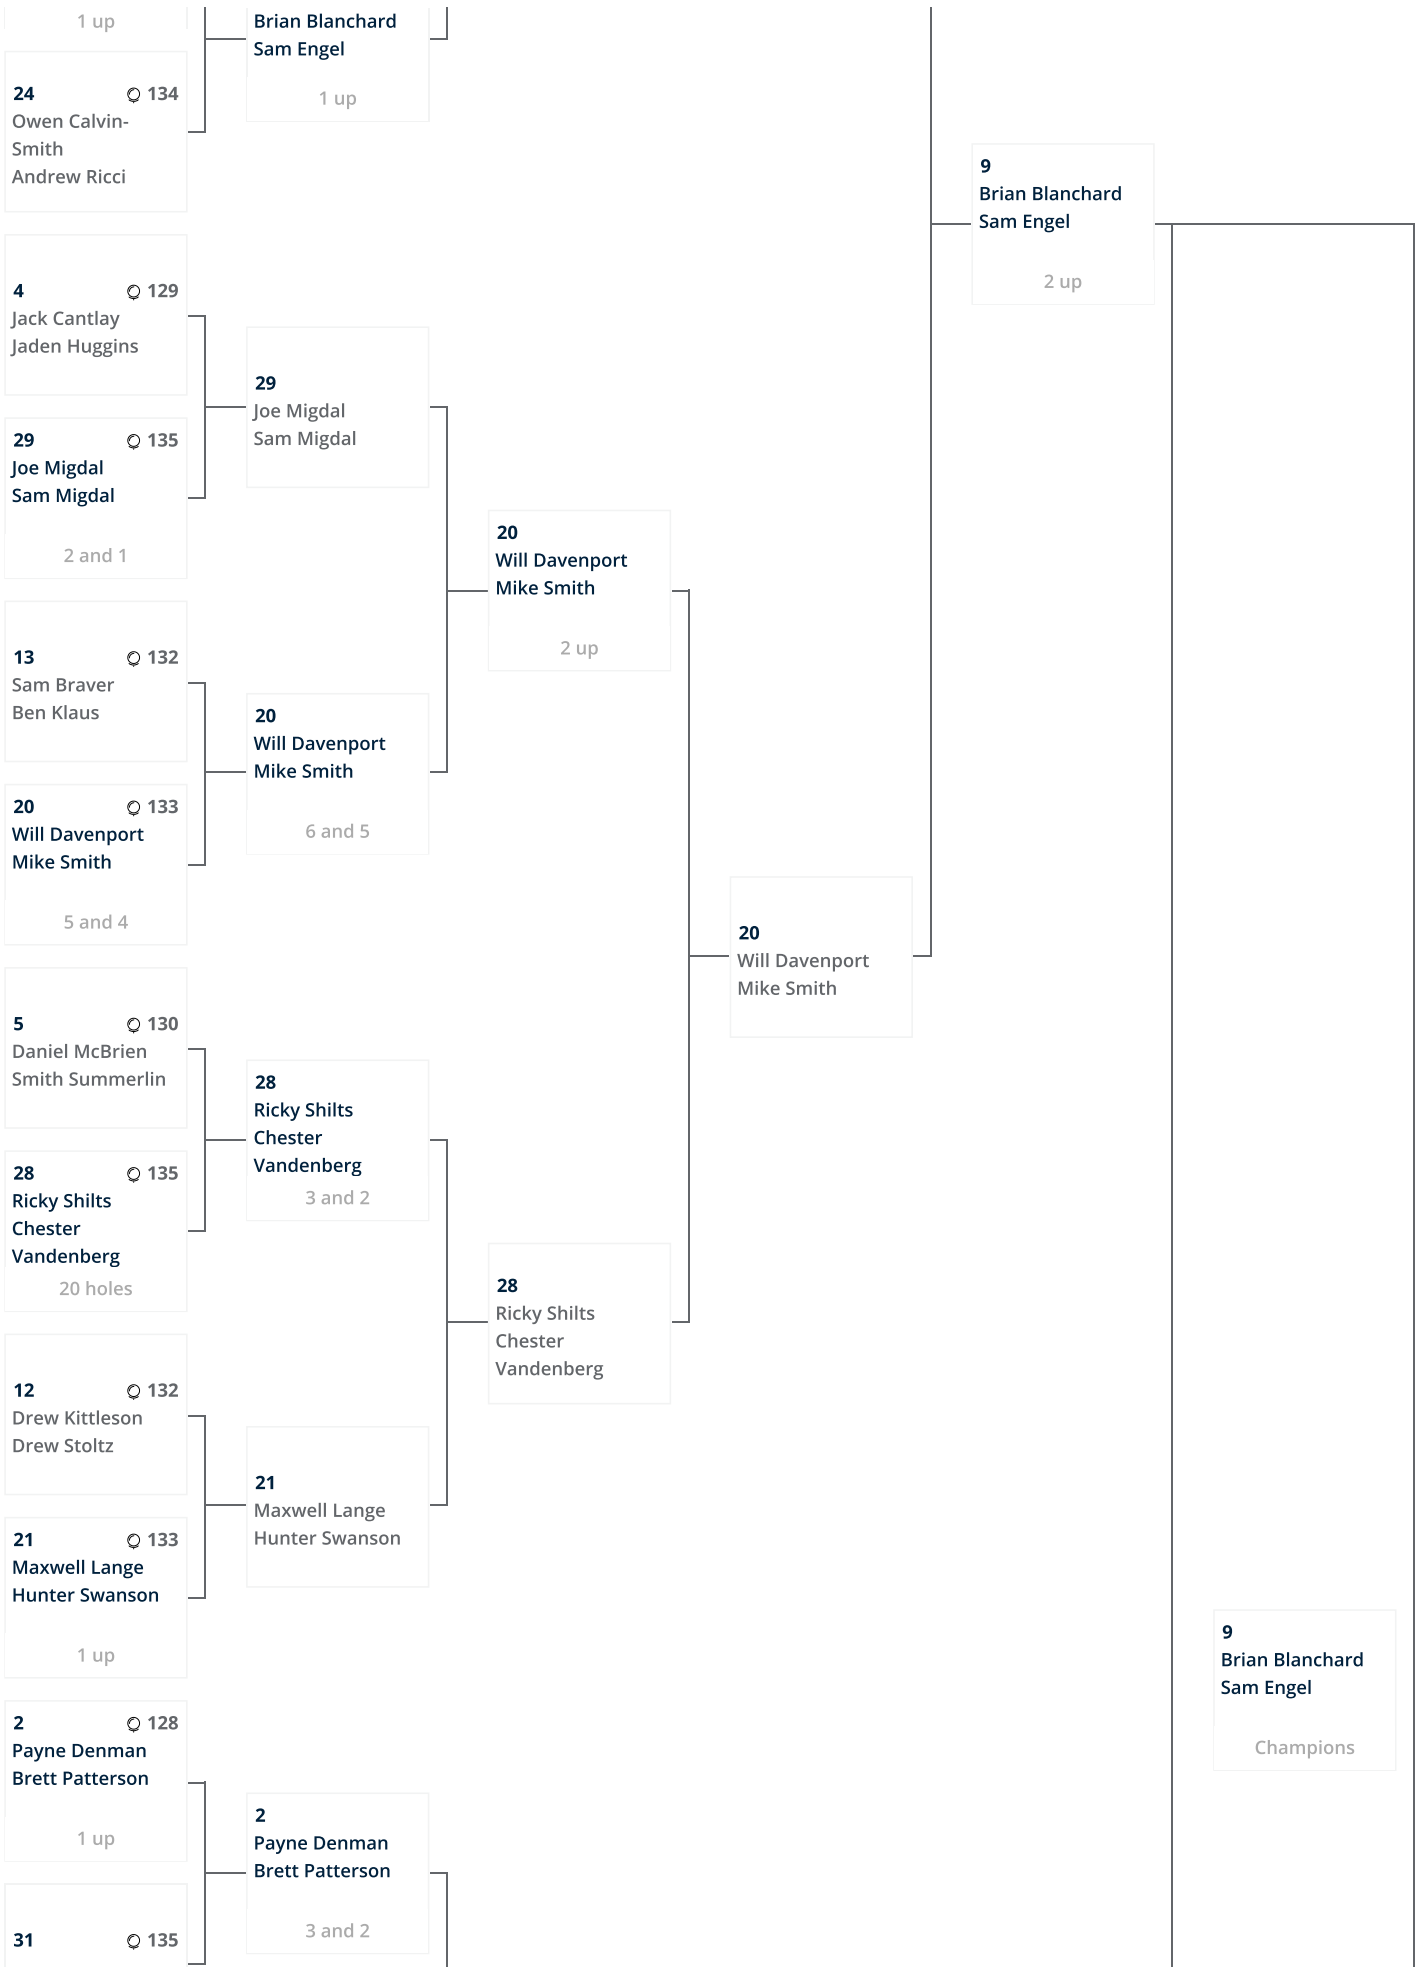 1 up
24 134
Owen Calvin-
Smith
Andrew Ricci
4 129
Jack Cantlay
Jaden Huggins
29 135
Joe Migdal
Sam Migdal
2 and 1
13 132
Sam Braver
Ben Klaus
20 133
Will Davenport
Mike Smith
5 and 4
5 130
Daniel McBrien
Smith Summerlin
28 135
Ricky Shilts
Chester
Vandenberg
20 holes
12 132
Drew Kittleson
Drew Stoltz
21 133
Maxwell Lange
Hunter Swanson
1 up
2 128
Payne Denman
Brett Patterson
1 up
31 135
Brian Blanchard
Sam Engel
1 up
29
Joe Migdal
Sam Migdal
20
Will Davenport
Mike Smith
6 and 5
28
Ricky Shilts
Chester
Vandenberg
3 and 2
21
Maxwell Lange
Hunter Swanson
2
Payne Denman
Brett Patterson
3 and 2
20
Will Davenport
Mike Smith
2 up
28
Ricky Shilts
Chester
Vandenberg
20
Will Davenport
Mike Smith
9
Brian Blanchard
Sam Engel
2 up
9
Brian Blanchard
Sam Engel
Champions